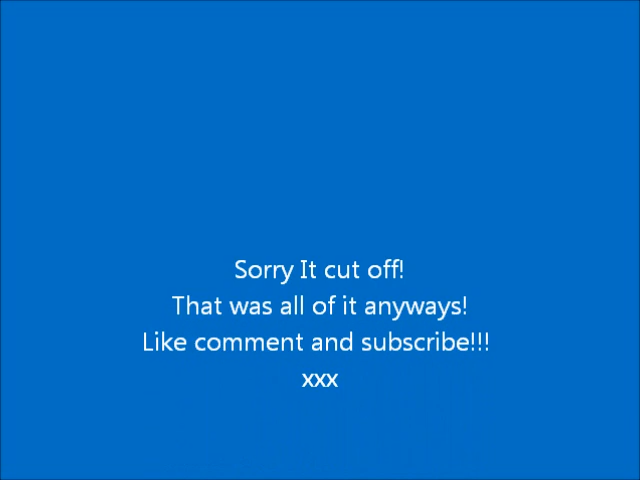 Sorry It cut off!
That was all of it anyways!
Like comment and subscribe!!!
xxx